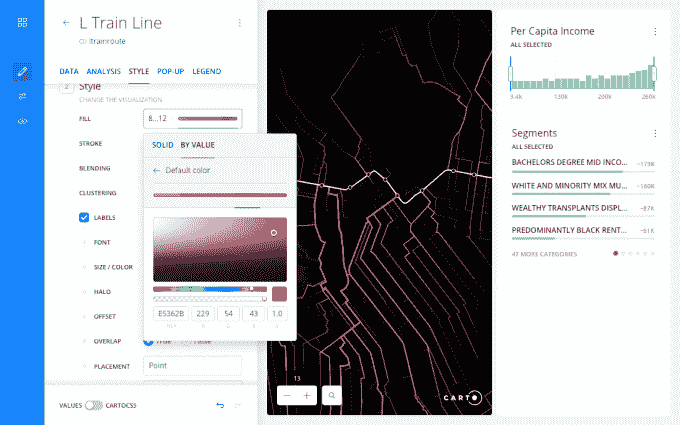 L Train Line
ltrainroute
DATA ANALYSIS STYLE POP-UP LEGEND
2 Style
CHANGE THE VISUALIZATION
FILL 8...12
STROKE
BLENDING
CLUSTERING
LABELS
FONT
SIZE / COLOR
HALO
OFFSET
OVERLAP True False
PLACEMENT Point
VALUES CARTOCSS
SOLID BY VALUE
Default color
E5362B 229 54 43 1.0
HEX R G B A
13
CARTO
Per Capita Income
ALL SELECTED
9.4k 130k 200k 260k
Segments
ALL SELECTED
BACHELORS DEGREE MID INCO... ~173K
WHITE AND MINORITY MIX MU... ~160K
WEALTHY TRANSPLANTS DISPL... ~87K
PREDOMINANTLY BLACK RENT... ~61K
47 MORE CATEGORIES